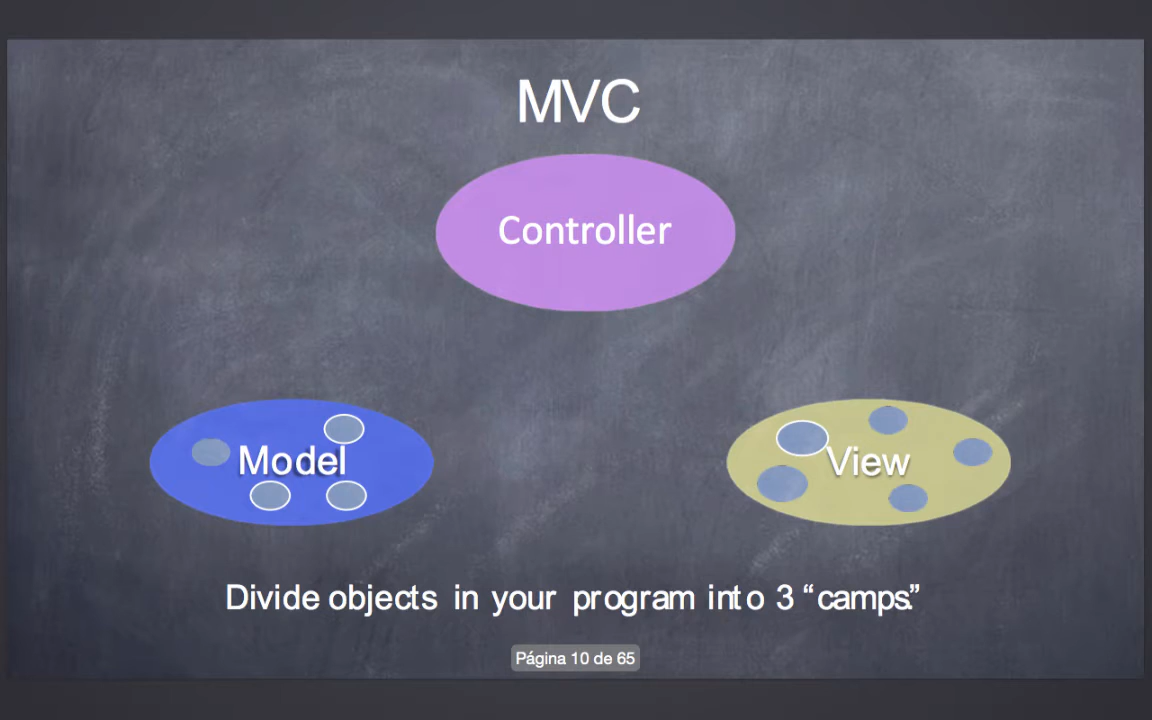 MVC
Controller
Model
View
Divide objects in your program into 3 “camps.”
Página 10 de 65